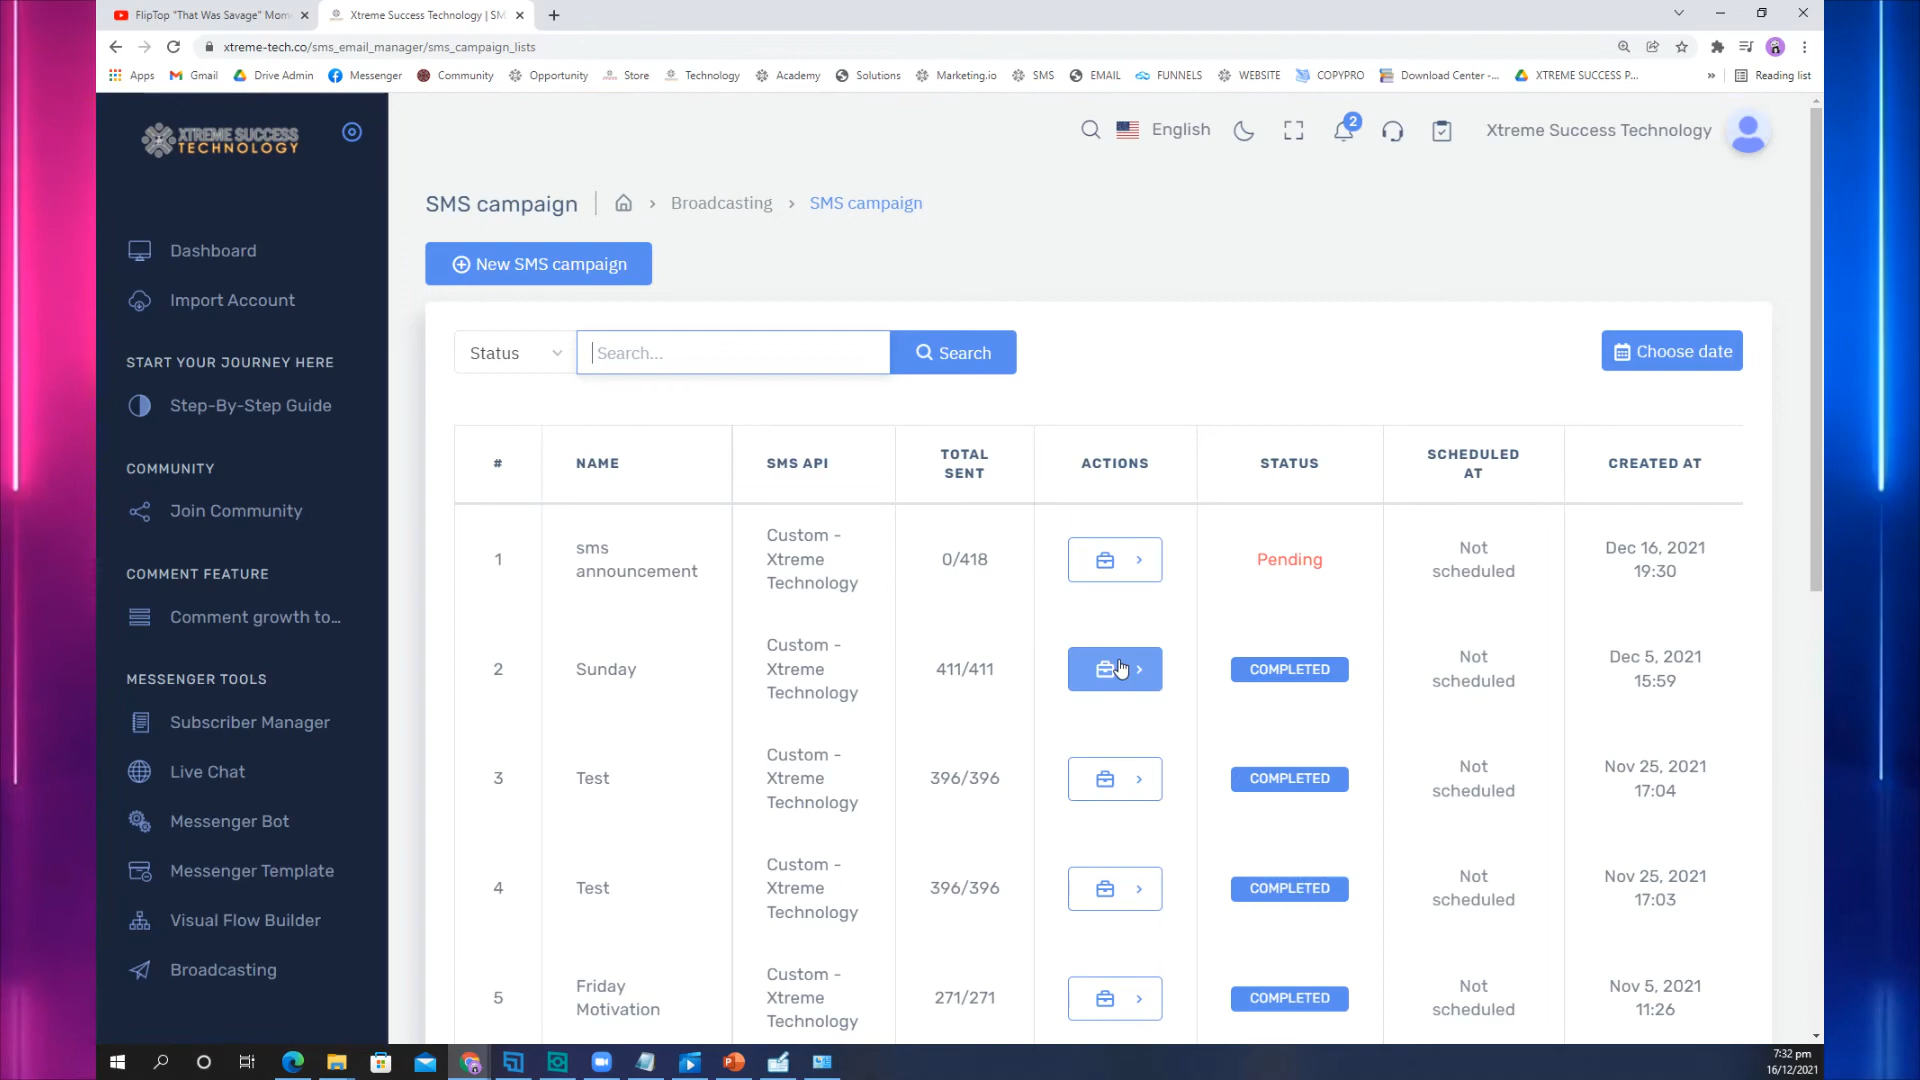 FlipTop "That Was Savage" Mom
Xtreme Success Technology | SM
xtreme-tech.co/sms_email_manager/sms_campaign_lists
Apps Gmail Drive Admin Messenger Community Opportunity Store Technology Academy Solutions Marketing.io SMS EMAIL FUNNELS WEBSITE COPYPRO Download Center -... XTREME SUCCESS P... » Reading list
XTREME SUCCESS
TECHNOLOGY
English
2
Xtreme Success Technology
Dashboard
Import Account
START YOUR JOURNEY HERE
Step-By-Step Guide
COMMUNITY
Join Community
COMMENT FEATURE
Comment growth to...
MESSENGER TOOLS
Subscriber Manager
Live Chat
Messenger Bot
Messenger Template
Visual Flow Builder
Broadcasting
SMS campaign
Broadcasting
SMS campaign
New SMS campaign
Status
Search...
Search
Choose date
# NAME SMS API TOTAL SENT ACTIONS STATUS SCHEDULED AT CREATED AT
1 sms announcement Custom - Xtreme Technology 0/418 Pending Not scheduled Dec 16, 2021 19:30
2 Sunday Custom - Xtreme Technology 411/411 COMPLETED Not scheduled Dec 5, 2021 15:59
3 Test Custom - Xtreme Technology 396/396 COMPLETED Not scheduled Nov 25, 2021 17:04
4 Test Custom - Xtreme Technology 396/396 COMPLETED Not scheduled Nov 25, 2021 17:03
5 Friday Motivation Custom - Xtreme Technology 271/271 COMPLETED Not scheduled Nov 5, 2021 11:26
7:32 pm
16/12/2021